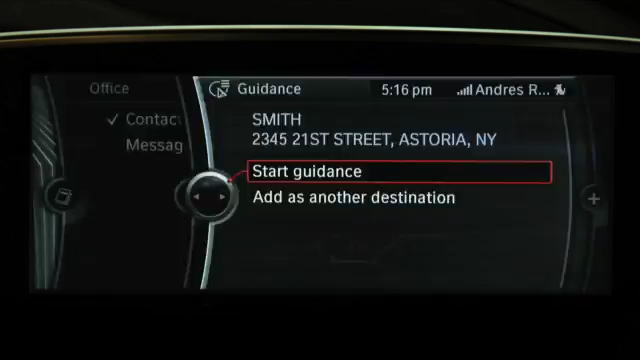 Office
Guidance
5:16 pm
Andres R...
✓ Contac
Messag
SMITH
2345 21ST STREET, ASTORIA, NY
Start guidance
Add as another destination